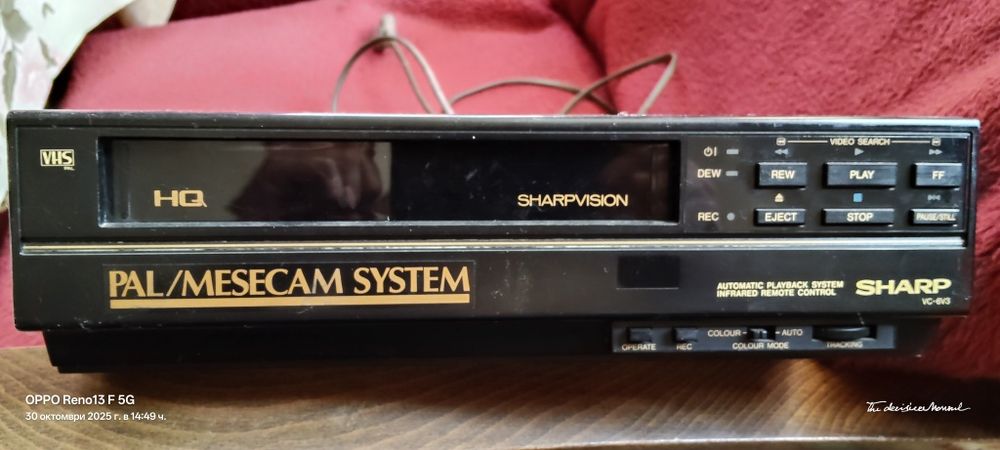 VHS
PAL
HQ
SHARPVISION
VIDEO SEARCH
DEW
REW
PLAY
FF
REC
EJECT
STOP
PAUSE/STILL
PAL/MESECAM SYSTEM
AUTOMATIC PLAYBACK SYSTEM
INFRARED REMOTE CONTROL
SHARP
VC-6V3
OPERATE
REC
COLOUR
AUTO
COLOUR MODE
TRACKING
OPPO Reno13 F 5G
30 октомври 2025 г. в 14:49 ч.